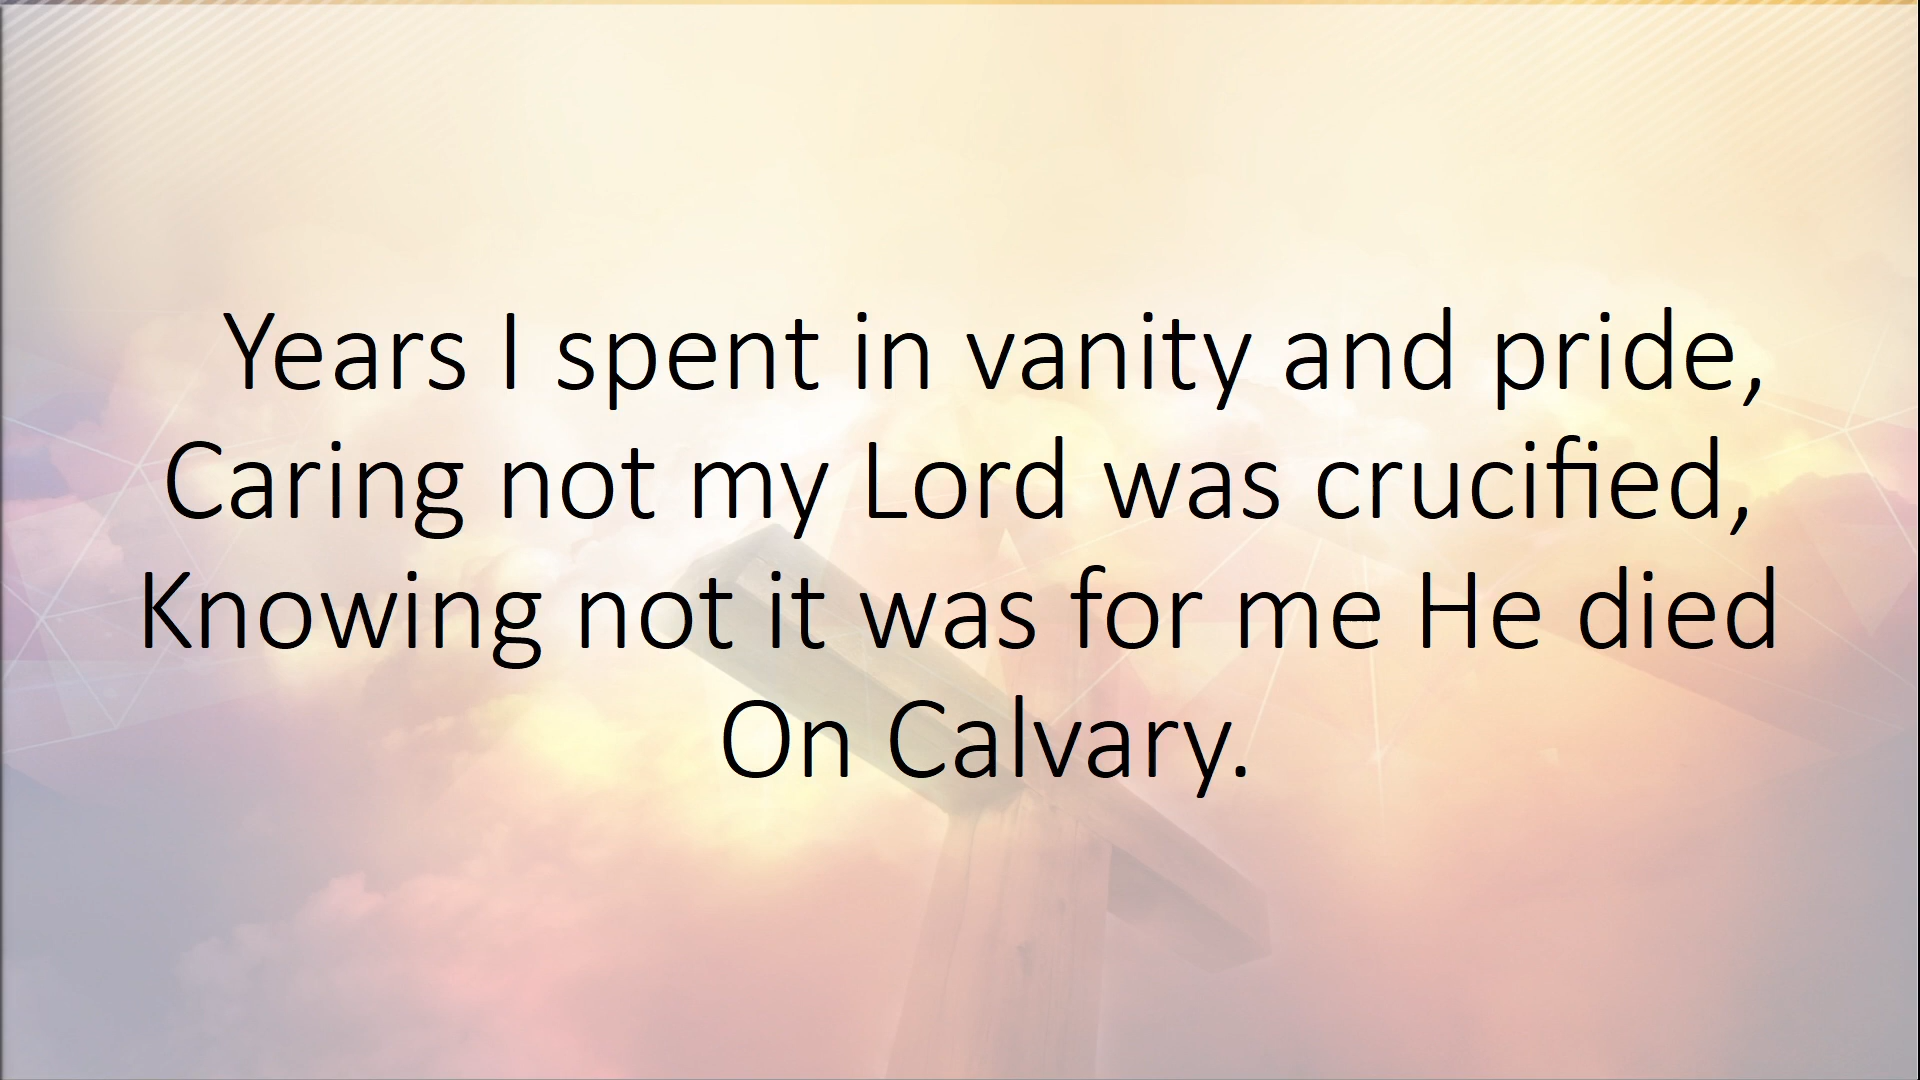 Years I spent in vanity and pride,
Caring not my Lord was crucified,
Knowing not it was for me He died
On Calvary.